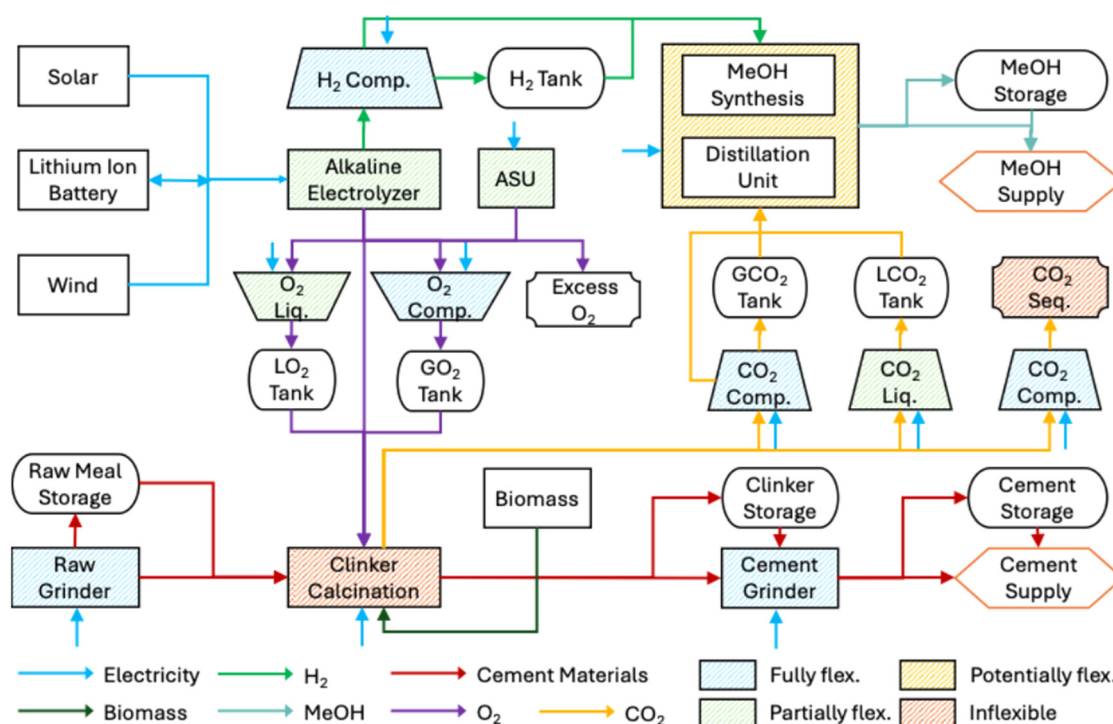 Solar
H₂ Comp.
H₂ Tank
MeOH
Synthesis
MeOH
Storage
Lithium Ion
Battery
Alkaline
Electrolyzer
ASU
Distillation
Unit
MeOH
Supply
Wind
O₂
Liq.
O₂
Comp.
Excess
O₂
GCO₂
Tank
LCO₂
Tank
CO₂
Seq.
LO₂
Tank
GO₂
Tank
CO₂
Comp.
CO₂
Liq.
CO₂
Comp.
Raw Meal
Storage
Biomass
Clinker
Storage
Cement
Storage
Raw
Grinder
Clinker
Calcination
Cement
Grinder
Cement
Supply
Electricity
H₂
Cement Materials
Fully flex.
Potentially flex.
Biomass
MeOH
O₂
CO₂
Partially flex.
Inflexible